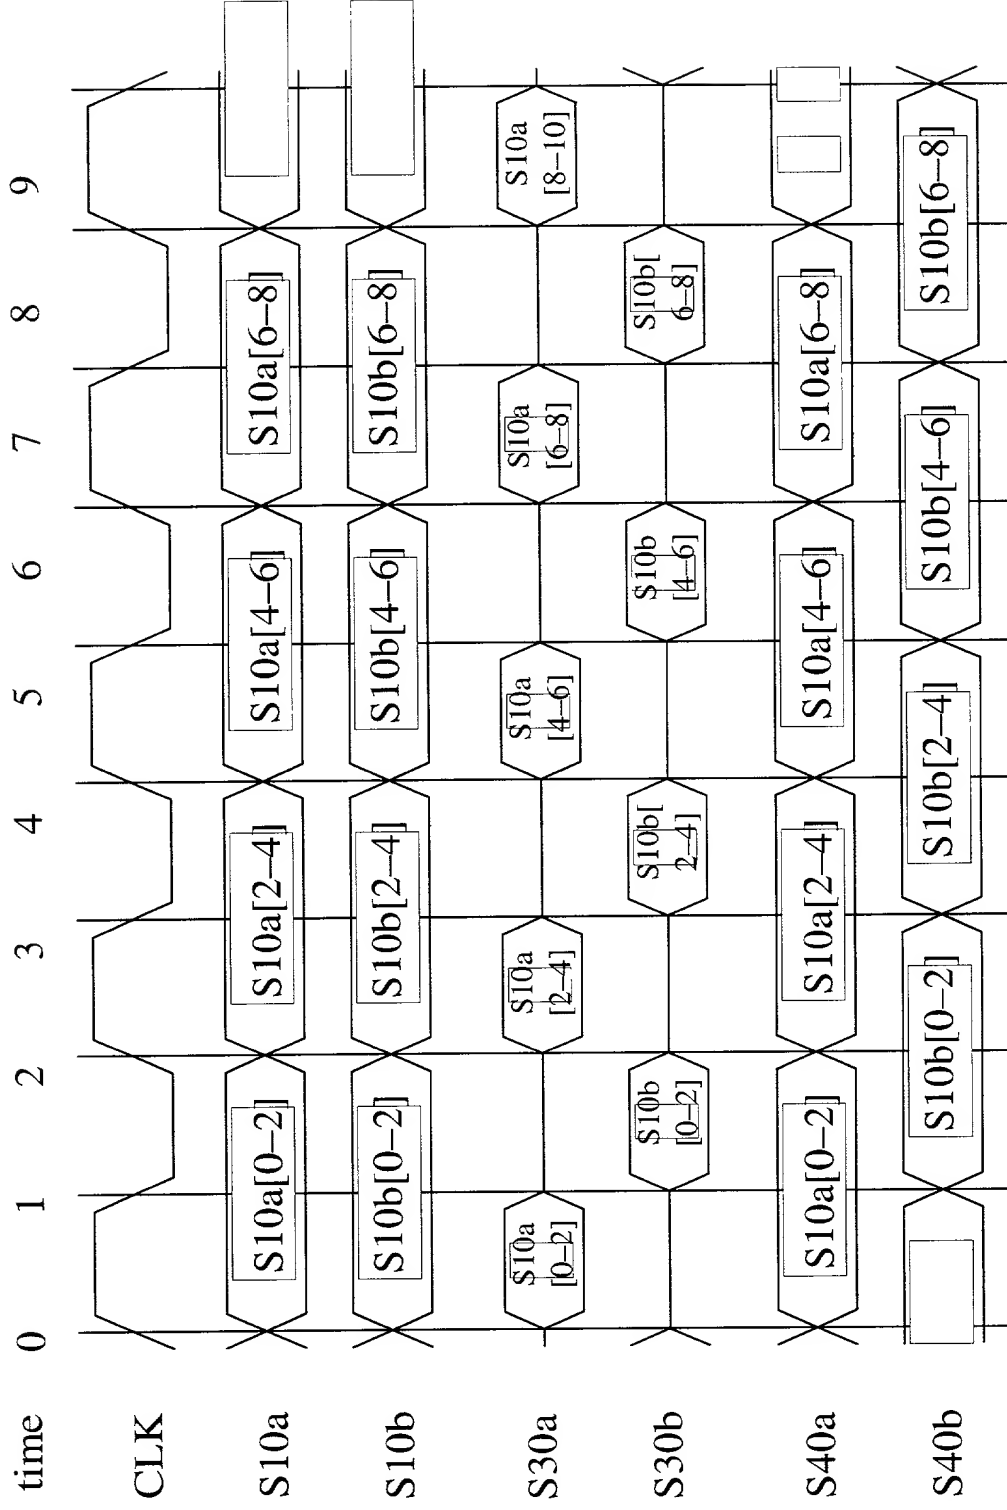 time 0 1 2 3 4 5 6 7 8 9
CLK
S10a S10a[0–2] S10a[2–4] S10a[4–6] S10a[6–8]
S10b S10b[0–2] S10b[2–4] S10b[4–6] S10b[6–8]
S30a S10a S10a S10a S10a S10a
[0–2] [2–4] [4–6] [6–8] [8–10]
S30b S10b S10b[ S10b S10b[
[0–2] 2–4] [4–6] 6–8]
S40a S10a[0–2] S10a[2–4] S10a[4–6] S10a[6–8]
S40b S10b[0–2] S10b[2–4] S10b[4–6] S10b[6–8]